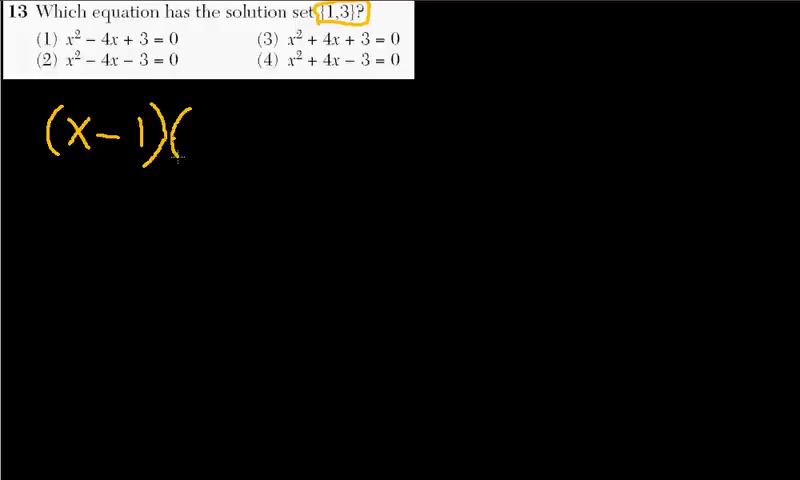 13 Which equation has the solution set {1,3}?
(1) x² − 4x + 3 = 0 (3) x² + 4x + 3 = 0
(2) x² − 4x − 3 = 0 (4) x² + 4x − 3 = 0
(x − 1)(